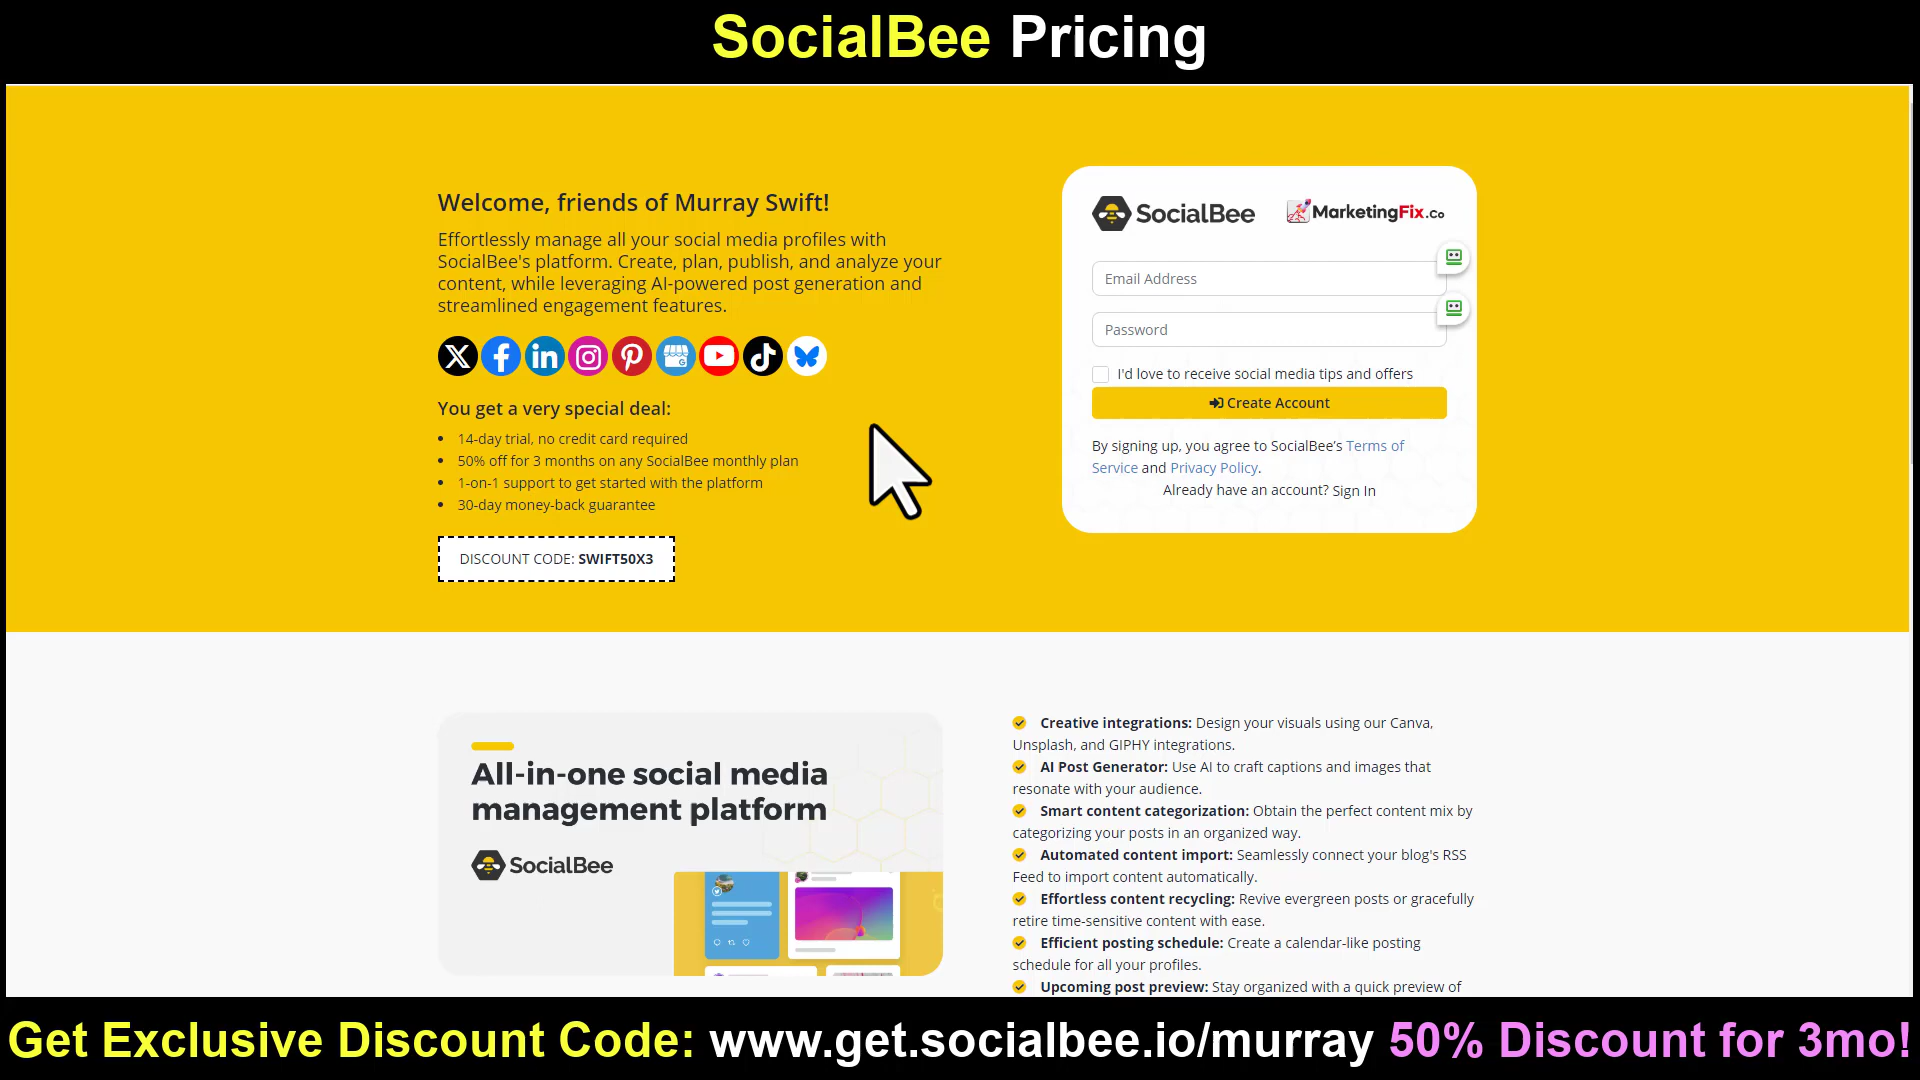 SocialBee Pricing
Welcome, friends of Murray Swift!
Effortlessly manage all your social media profiles with
SocialBee's platform. Create, plan, publish, and analyze your
content, while leveraging AI-powered post generation and
streamlined engagement features.
You get a very special deal:
14-day trial, no credit card required
50% off for 3 months on any SocialBee monthly plan
1-on-1 support to get started with the platform
30-day money-back guarantee
DISCOUNT CODE: SWIFT50X3
SocialBee MarketingFix.co
Email Address
Password
I'd love to receive social media tips and offers
Create Account
By signing up, you agree to SocialBee’s Terms of
Service and Privacy Policy.
Already have an account? Sign In
All-in-one social media
management platform
SocialBee
Creative integrations: Design your visuals using our Canva,
Unsplash, and GIPHY integrations.
AI Post Generator: Use AI to craft captions and images that
resonate with your audience.
Smart content categorization: Obtain the perfect content mix by
categorizing your posts in an organized way.
Automated content import: Seamlessly connect your blog's RSS
Feed to import content automatically.
Effortless content recycling: Revive evergreen posts or gracefully
retire time-sensitive content with ease.
Efficient posting schedule: Create a calendar-like posting
schedule for all your profiles.
Upcoming post preview: Stay organized with a quick preview of
Get Exclusive Discount Code: www.get.socialbee.io/murray 50% Discount for 3mo!